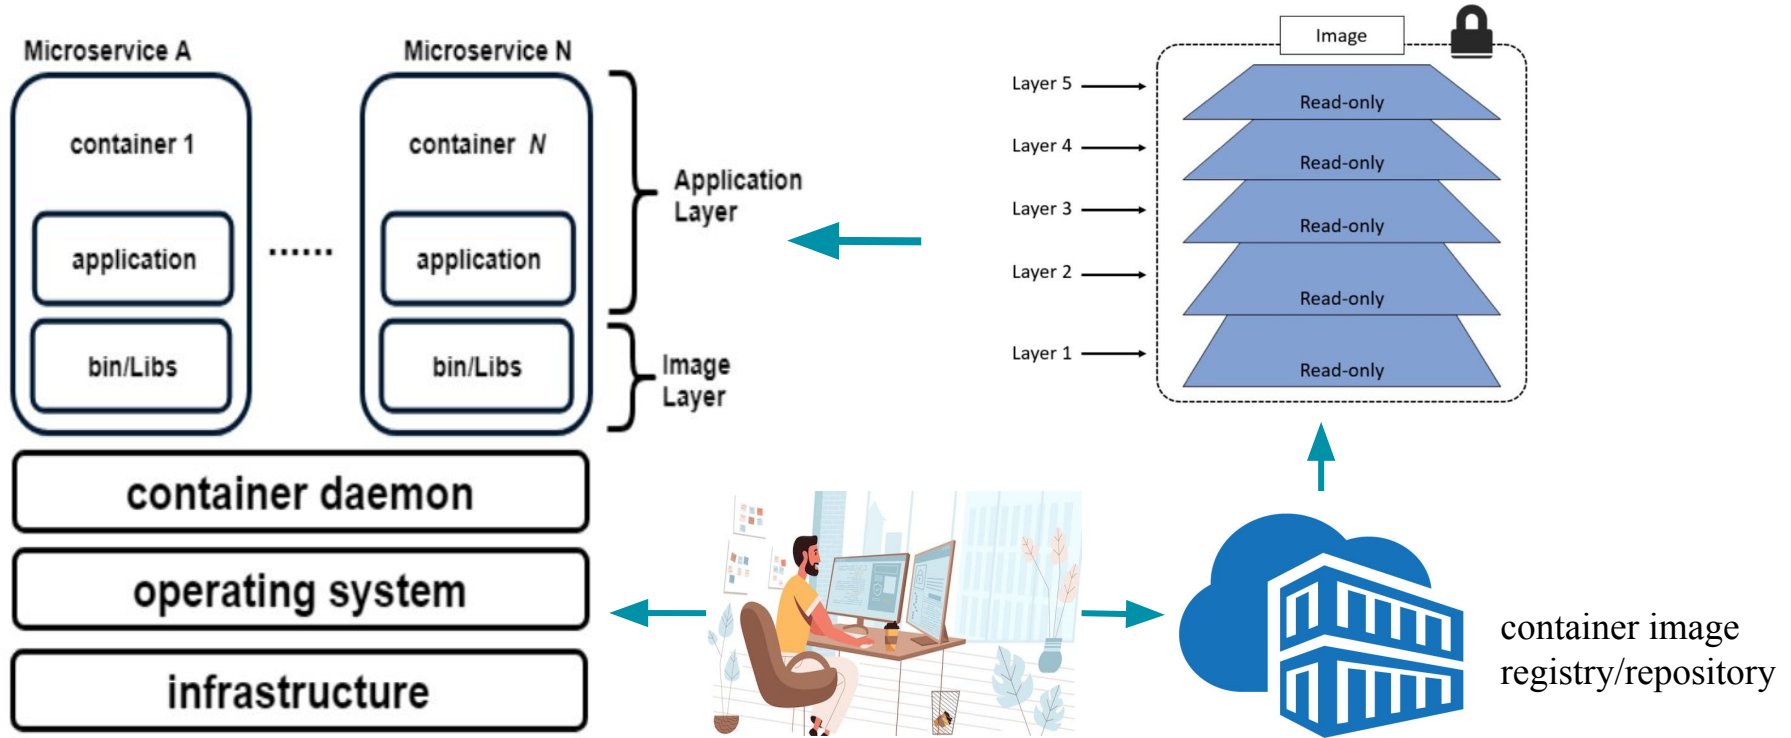 Microservice A
container 1
application
bin/Libs
......
Microservice N
container N
application
bin/Libs
Application
Layer
Image
Layer
container daemon
operating system
infrastructure
Image
Layer 5
Read-only
Layer 4
Read-only
Layer 3
Read-only
Layer 2
Read-only
Layer 1
Read-only
container image
registry/repository